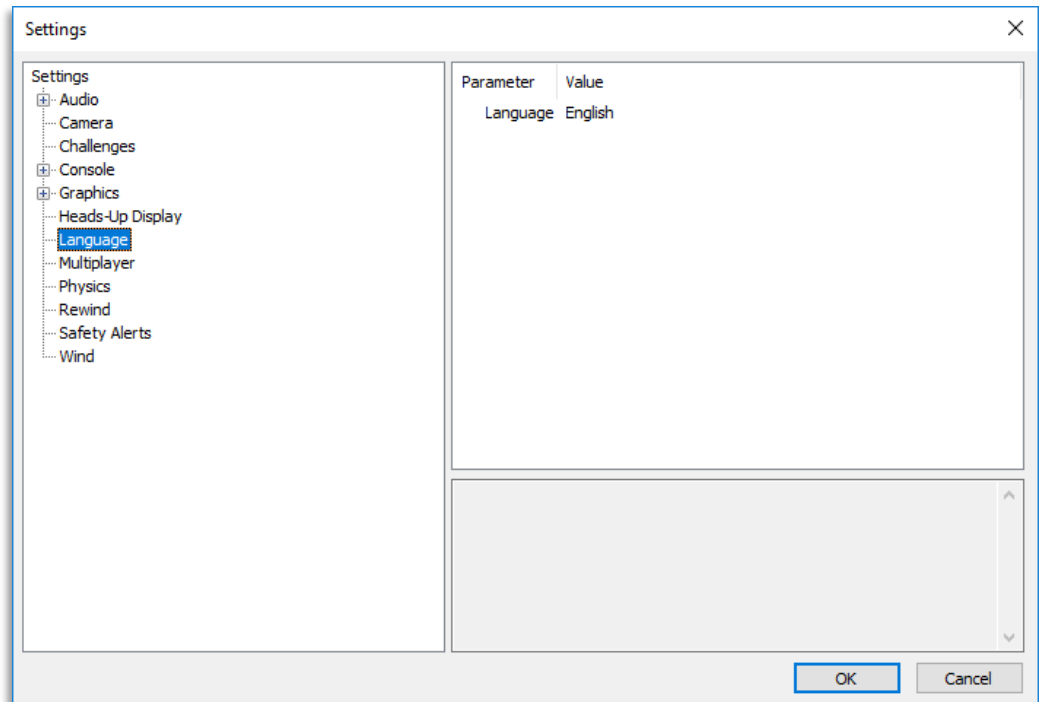 Settings
Settings
Audio
Camera
Challenges
Console
Graphics
Heads-Up Display
Language
Multiplayer
Physics
Rewind
Safety Alerts
Wind
Parameter Value
Language English
OK Cancel